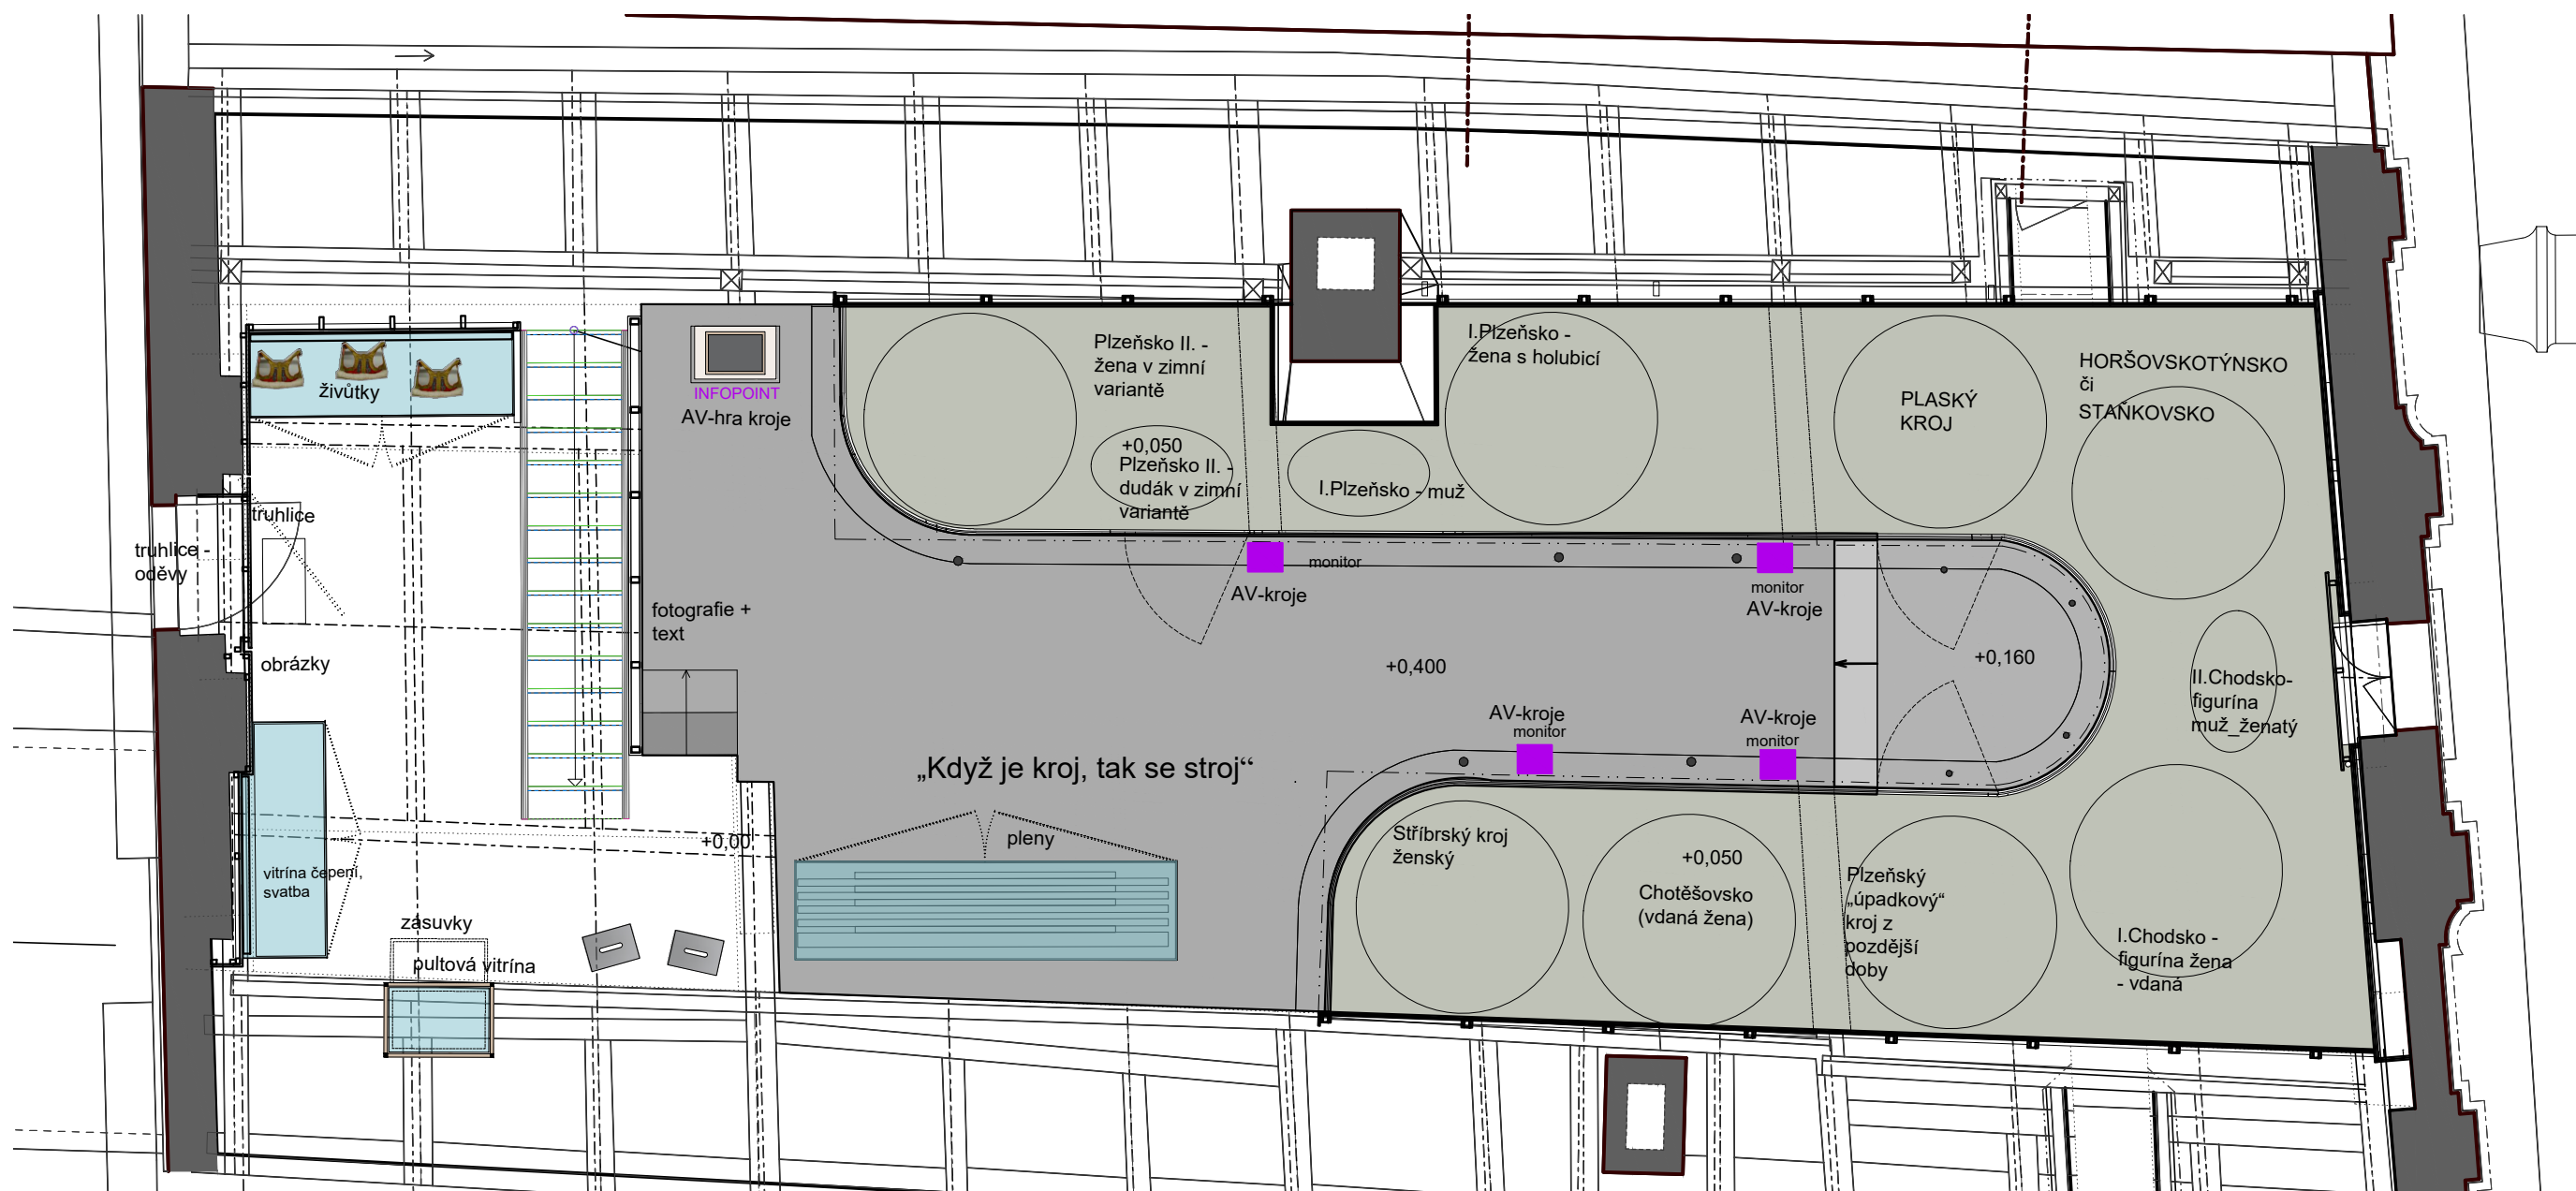 živůtky
INFOPOINT
AV-hra kroje
Plzeňsko II. -
žena v zimní
variantě
+0,050
Plzeňsko II. -
dudák v zimní
variantě
I.Plzeňsko -
žena s holubicí
I.Plzeňsko - muž
PLASKÝ
KROJ
HORŠOVSKOTÝNSKO
či
STAŇKOVSKO
truhlice
truhlice -
oděvy
obrázky
fotografie +
text
monitor
AV-kroje
monitor
AV-kroje
+0,400
+0,160
II.Chodsko-
figurína
muž_ženatý
AV-kroje
monitor
AV-kroje
monitor
„Když je kroj, tak se stroj“
pleny
+0,00
vitrína čepení,
svatba
zásuvky
pultová vitrína
Stříbrský kroj
ženský
+0,050
Chotěšovsko
(vdaná žena)
Plzeňský
„úpadkový“
kroj z
pozdější
doby
I.Chodsko -
figurína žena
- vdaná